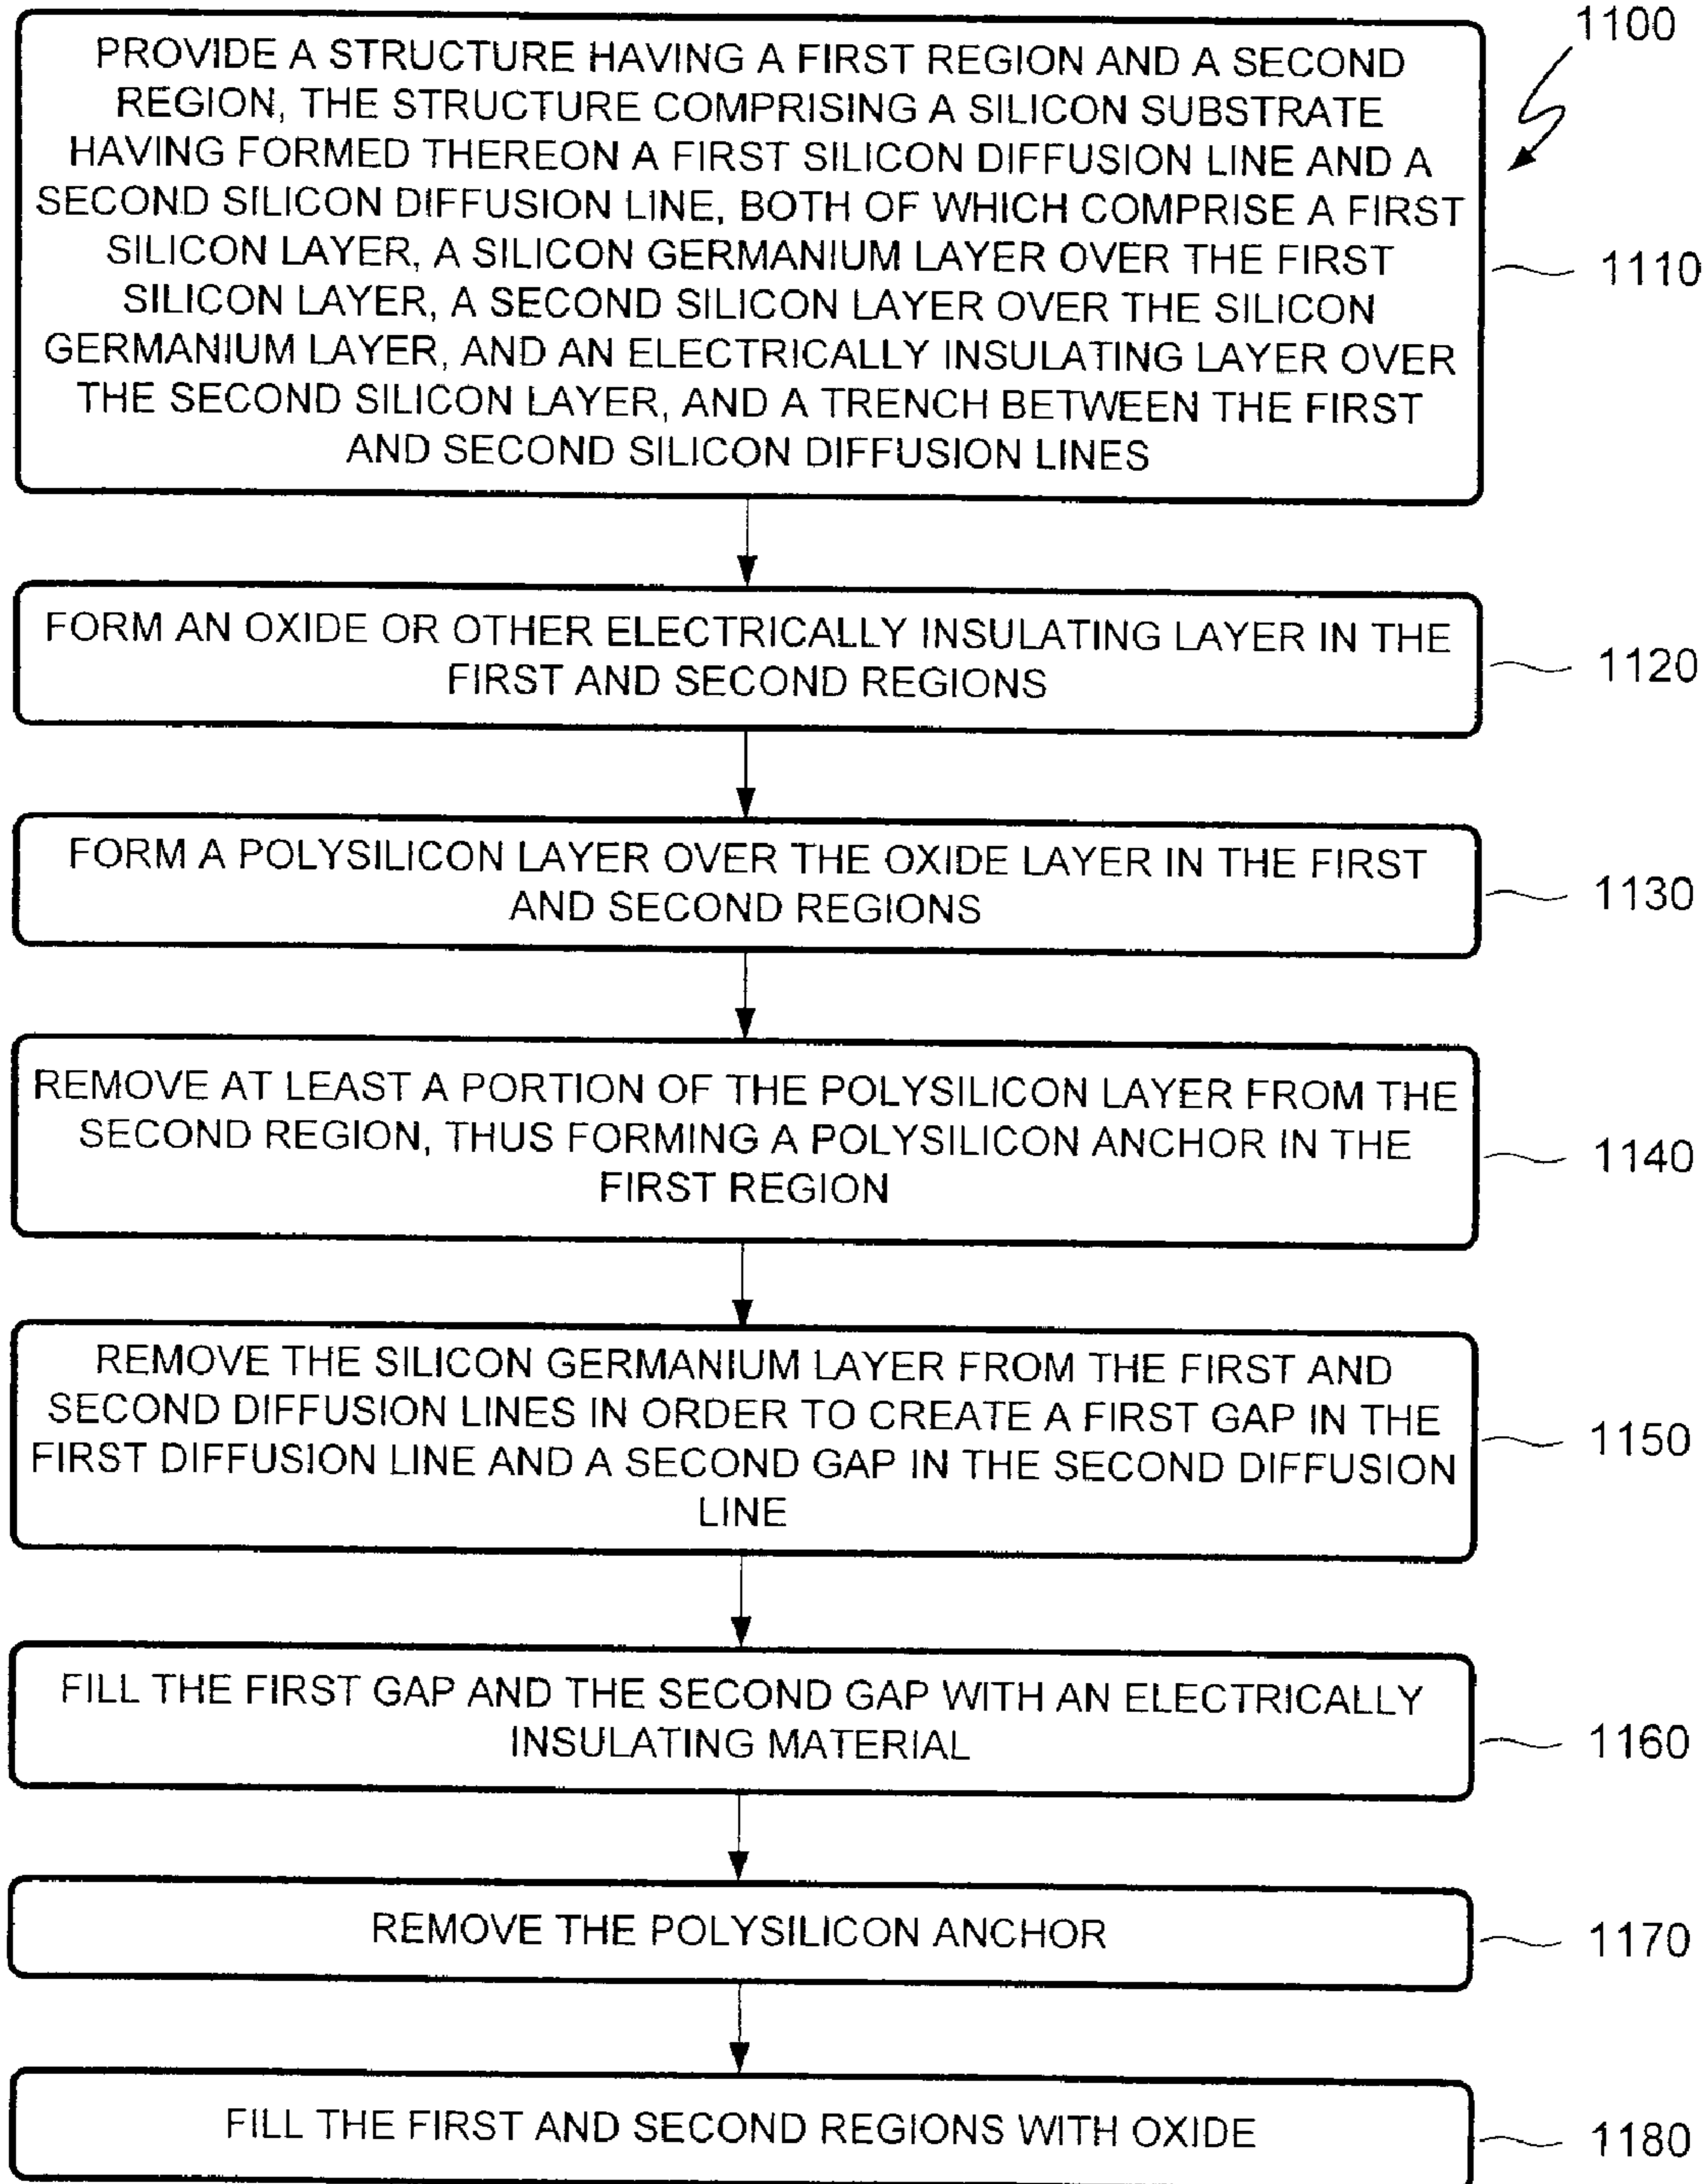 1100
PROVIDE A STRUCTURE HAVING A FIRST REGION AND A SECOND
REGION, THE STRUCTURE COMPRISING A SILICON SUBSTRATE
HAVING FORMED THEREON A FIRST SILICON DIFFUSION LINE AND A
SECOND SILICON DIFFUSION LINE, BOTH OF WHICH COMPRISE A FIRST
SILICON LAYER, A SILICON GERMANIUM LAYER OVER THE FIRST
SILICON LAYER, A SECOND SILICON LAYER OVER THE SILICON
GERMANIUM LAYER, AND AN ELECTRICALLY INSULATING LAYER OVER
THE SECOND SILICON LAYER, AND A TRENCH BETWEEN THE FIRST
AND SECOND SILICON DIFFUSION LINES
1110
FORM AN OXIDE OR OTHER ELECTRICALLY INSULATING LAYER IN THE
FIRST AND SECOND REGIONS
1120
FORM A POLYSILICON LAYER OVER THE OXIDE LAYER IN THE FIRST
AND SECOND REGIONS
1130
REMOVE AT LEAST A PORTION OF THE POLYSILICON LAYER FROM THE
SECOND REGION, THUS FORMING A POLYSILICON ANCHOR IN THE
FIRST REGION
1140
REMOVE THE SILICON GERMANIUM LAYER FROM THE FIRST AND
SECOND DIFFUSION LINES IN ORDER TO CREATE A FIRST GAP IN THE
FIRST DIFFUSION LINE AND A SECOND GAP IN THE SECOND DIFFUSION
LINE
1150
FILL THE FIRST GAP AND THE SECOND GAP WITH AN ELECTRICALLY
INSULATING MATERIAL
1160
REMOVE THE POLYSILICON ANCHOR
1170
FILL THE FIRST AND SECOND REGIONS WITH OXIDE
1180